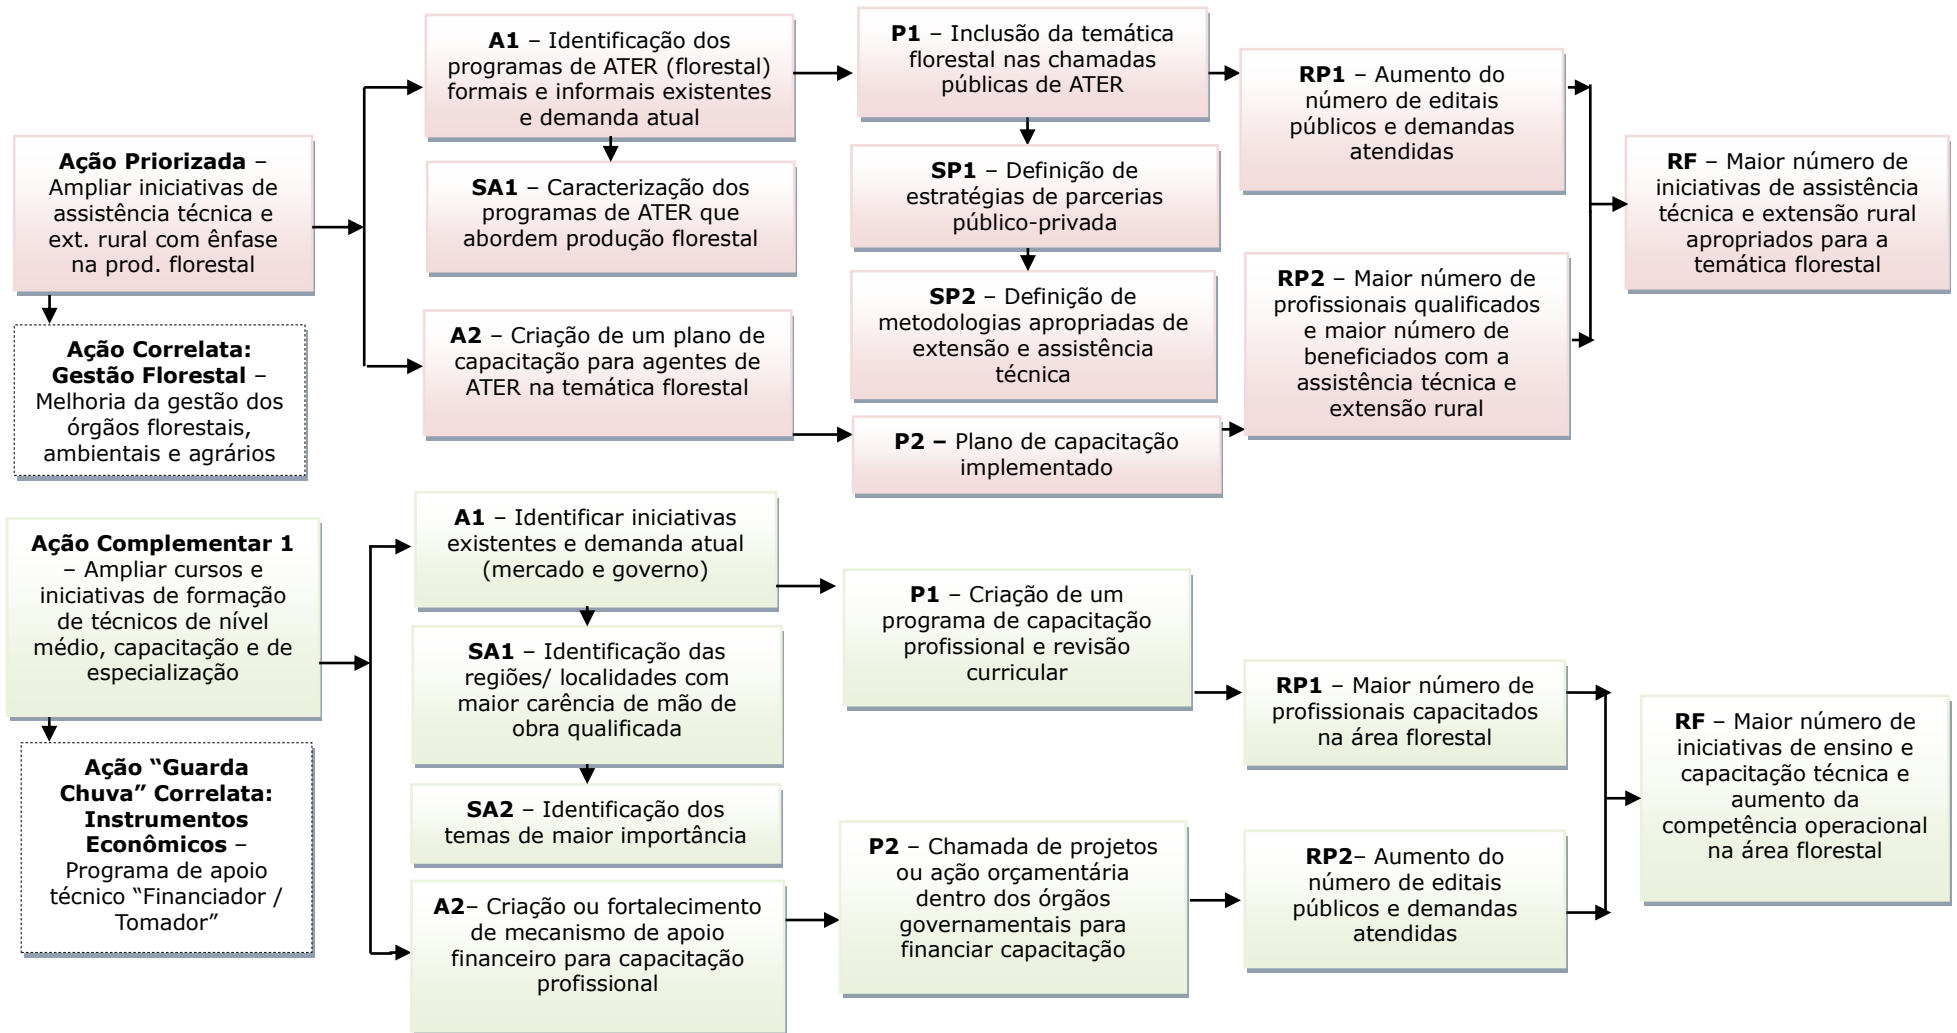 Ação Priorizada –
Ampliar iniciativas de
assistência técnica e
ext. rural com ênfase
na prod. florestal
Ação Correlata:
Gestão Florestal –
Melhoria da gestão dos
órgãos florestais,
ambientais e agrários
A1 – Identificação dos
programas de ATER (florestal)
formais e informais existentes
e demanda atual
SA1 – Caracterização dos
programas de ATER que
abordem produção florestal
A2 – Criação de um plano de
capacitação para agentes de
ATER na temática florestal
P1 – Inclusão da temática
florestal nas chamadas
públicas de ATER
SP1 – Definição de
estratégias de parcerias
público-privada
SP2 – Definição de
metodologias apropriadas de
extensão e assistência
técnica
P2 – Plano de capacitação
implementado
RP1 – Aumento do
número de editais
públicos e demandas
atendidas
RP2 – Maior número de
profissionais qualificados
e maior número de
beneficiados com a
assistência técnica e
extensão rural
RF – Maior número de
iniciativas de assistência
técnica e extensão rural
apropriados para a
temática florestal
Ação Complementar 1
– Ampliar cursos e
iniciativas de formação
de técnicos de nível
médio, capacitação e de
especialização
Ação “Guarda
Chuva” Correlata:
Instrumentos
Econômicos –
Programa de apoio
técnico “Financiador /
Tomador”
A1 – Identificar iniciativas
existentes e demanda atual
(mercado e governo)
SA1 – Identificação das
regiões/ localidades com
maior carência de mão de
obra qualificada
SA2 – Identificação dos
temas de maior importância
A2– Criação ou fortalecimento
de mecanismo de apoio
financeiro para capacitação
profissional
P1 – Criação de um
programa de capacitação
profissional e revisão
curricular
P2 – Chamada de projetos
ou ação orçamentária
dentro dos órgãos
governamentais para
financiar capacitação
RP1 – Maior número de
profissionais capacitados
na área florestal
RP2– Aumento do
número de editais
públicos e demandas
atendidas
RF – Maior número de
iniciativas de ensino e
capacitação técnica e
aumento da
competência operacional
na área florestal